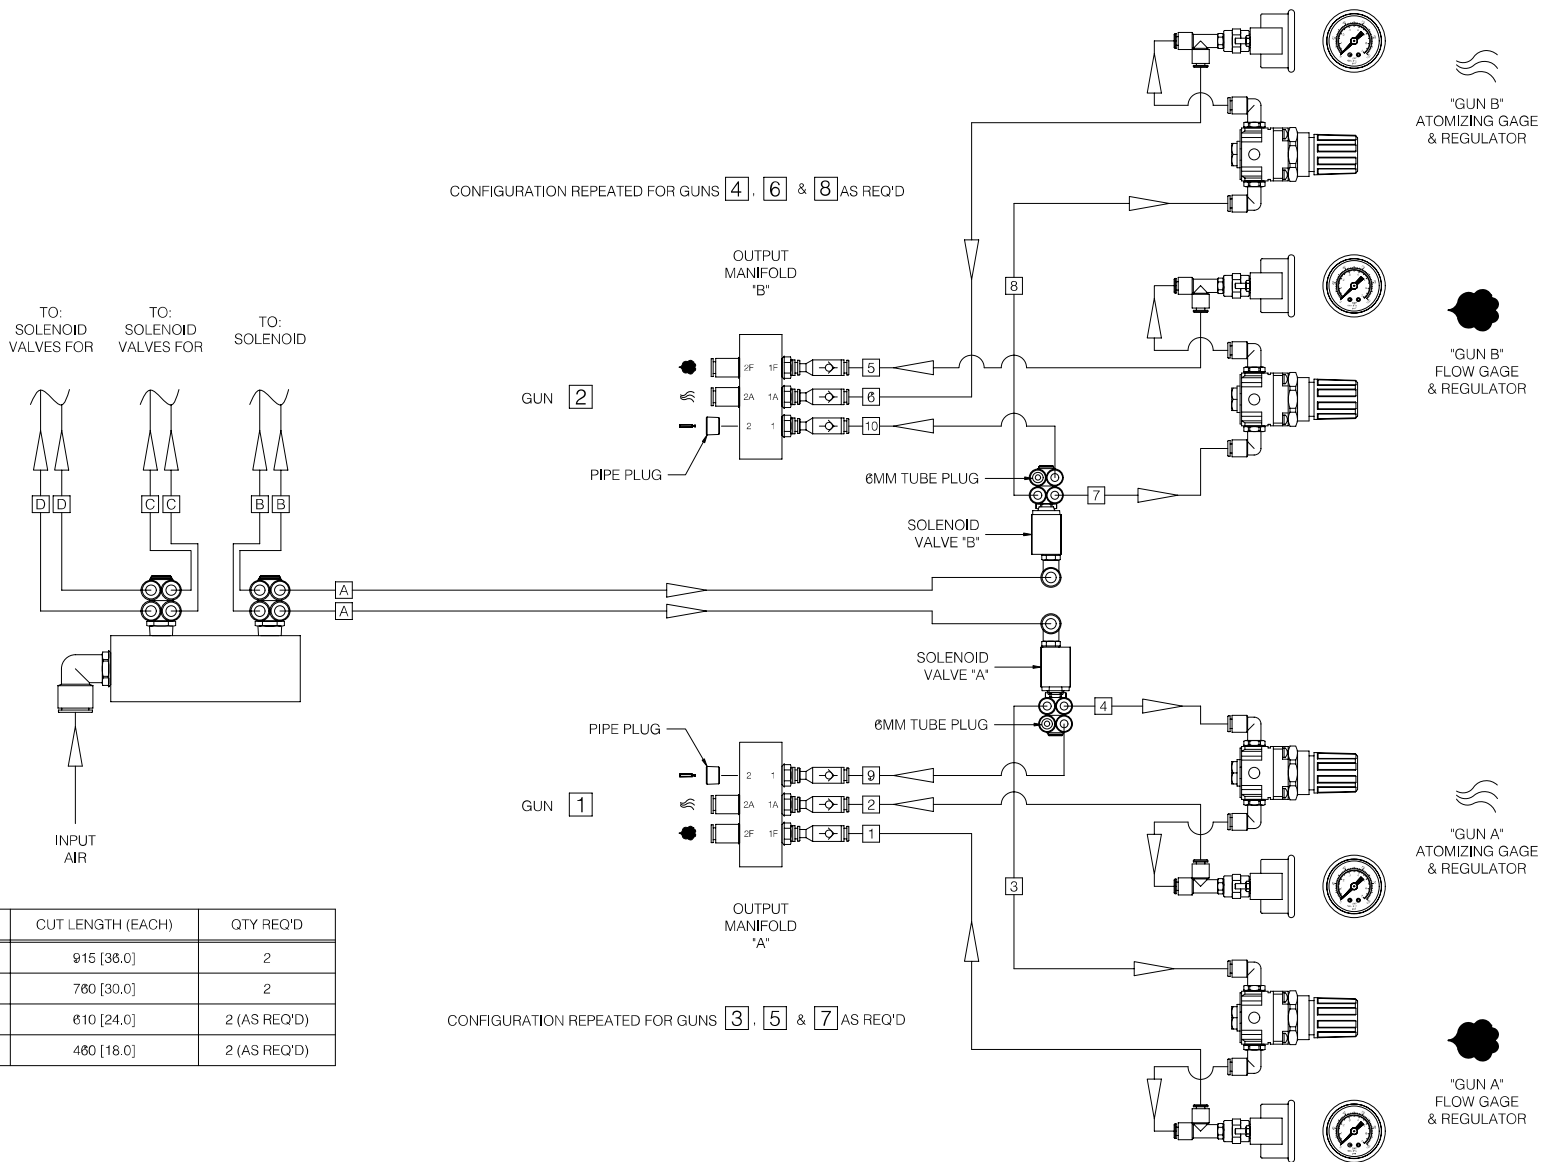 "GUN B"
ATOMIZING GAGE
& REGULATOR
CONFIGURATION REPEATED FOR GUNS 4, 6 & 8 AS REQ'D
OUTPUT
MANIFOLD
"B"
8
TO:
SOLENOID
VALVES FOR
TO:
SOLENOID
VALVES FOR
TO:
SOLENOID
"GUN B"
FLOW GAGE
& REGULATOR
2F 1F 5
GUN 2
2A 1A 6
2 1 10
PIPE PLUG
6MM TUBE PLUG
7
D D C C B B
SOLENOID
VALVE "B"
A
A
SOLENOID
VALVE "A"
4
PIPE PLUG
6MM TUBE PLUG
2 1 9
GUN 1
2A 1A 2
2F 1F 1
INPUT
AIR
"GUN A"
ATOMIZING GAGE
& REGULATOR
3
OUTPUT
MANIFOLD
"A"
CUT LENGTH (EACH) QTY REQ'D
915 [36.0] 2
760 [30.0] 2
610 [24.0] 2 (AS REQ'D)
460 [18.0] 2 (AS REQ'D)
CONFIGURATION REPEATED FOR GUNS 3, 5 & 7 AS REQ'D
"GUN A"
FLOW GAGE
& REGULATOR